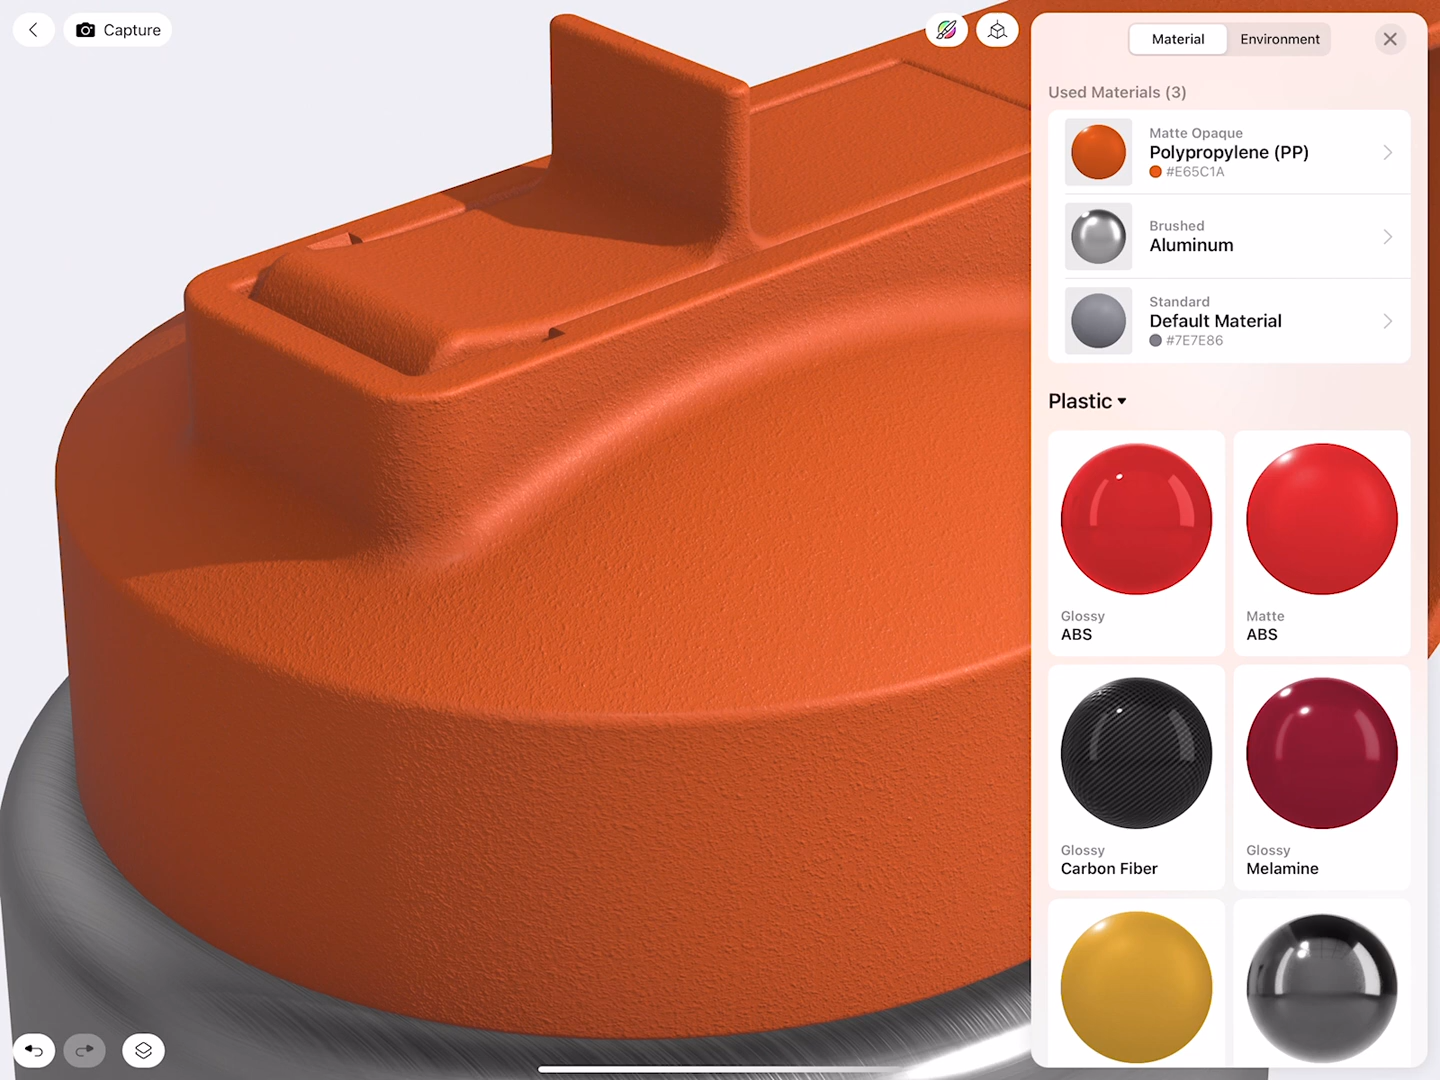 Capture
Material
Environment
Used Materials (3)
Matte Opaque
Polypropylene (PP)
#E65C1A
Brushed
Aluminum
Standard
Default Material
#7E7E86
Plastic
Glossy
ABS
Matte
ABS
Glossy
Carbon Fiber
Glossy
Melamine